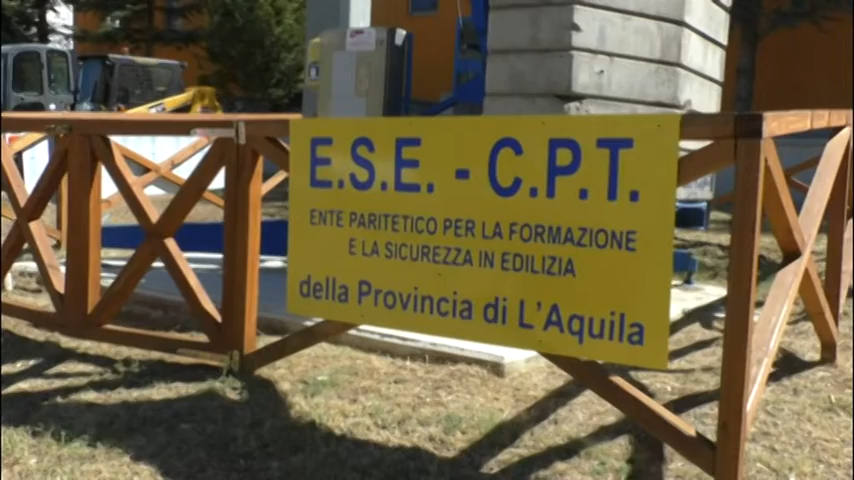 E.S.E. - C.P.T.
ENTE PARITETICO PER LA FORMAZIONE
E LA SICUREZZA IN EDILIZIA
della Provincia di L'Aquila